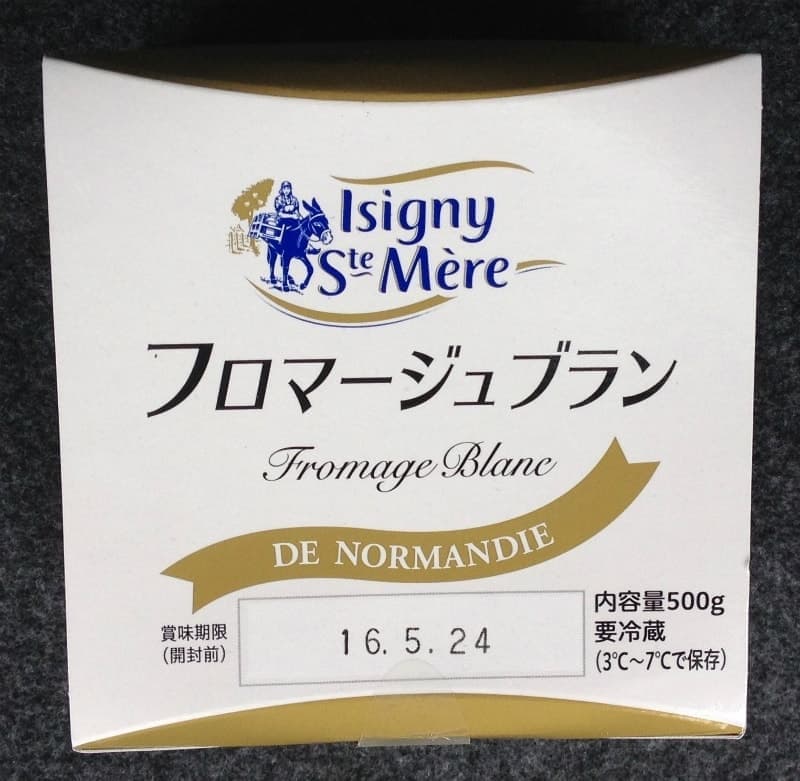 Isigny
Ste Mère
フロマージュブラン
Fromage Blanc
DE NORMANDIE
賞味期限
(開封前)
16.5.24
内容量500g
要冷蔵
(3℃~7℃で保存)